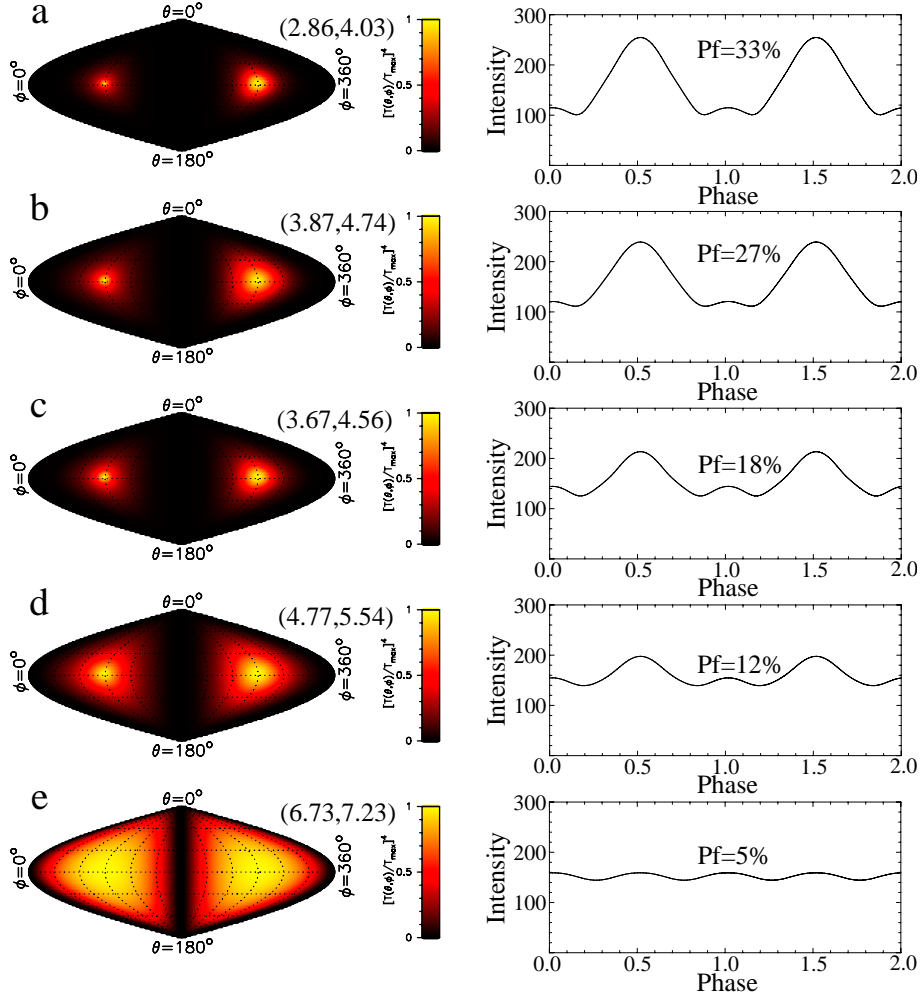 a
θ=0°
(2.86,4.03)
φ=0°
φ=360°
θ=180°
1
0.5
0
[T(θ,φ)/Tmax]⁴
300
200
100
Intensity
Pf=33%
0.0 0.5 1.0 1.5 2.0
Phase
b
θ=0°
(3.87,4.74)
φ=0°
φ=360°
θ=180°
1
0.5
0
[T(θ,φ)/Tmax]⁴
300
200
100
Intensity
Pf=27%
0.0 0.5 1.0 1.5 2.0
Phase
c
θ=0°
(3.67,4.56)
φ=0°
φ=360°
θ=180°
1
0.5
0
[T(θ,φ)/Tmax]⁴
300
200
100
Intensity
Pf=18%
0.0 0.5 1.0 1.5 2.0
Phase
d
θ=0°
(4.77,5.54)
φ=0°
φ=360°
θ=180°
1
0.5
0
[T(θ,φ)/Tmax]⁴
300
200
100
Intensity
Pf=12%
0.0 0.5 1.0 1.5 2.0
Phase
e
θ=0°
(6.73,7.23)
φ=0°
φ=360°
θ=180°
1
0.5
0
[T(θ,φ)/Tmax]⁴
300
200
100
Intensity
Pf=5%
0.0 0.5 1.0 1.5 2.0
Phase